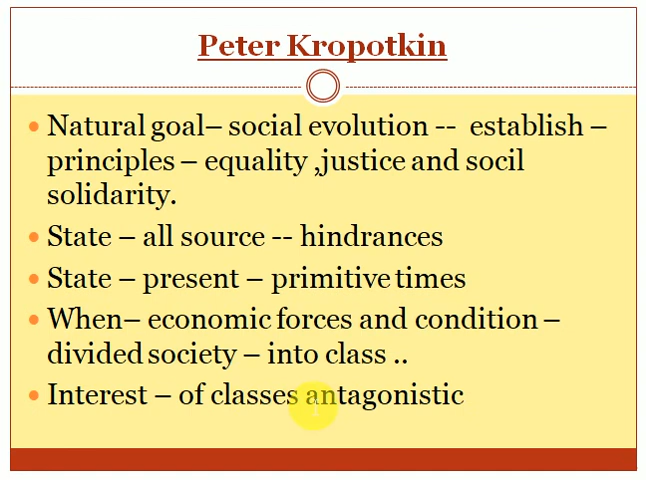 Peter Kropotkin
• Natural goal– social evolution -- establish –
principles – equality ,justice and socil
solidarity.
• State – all source -- hindrances
• State – present – primitive times
• When– economic forces and condition –
divided society – into class ..
• Interest – of classes antagonistic